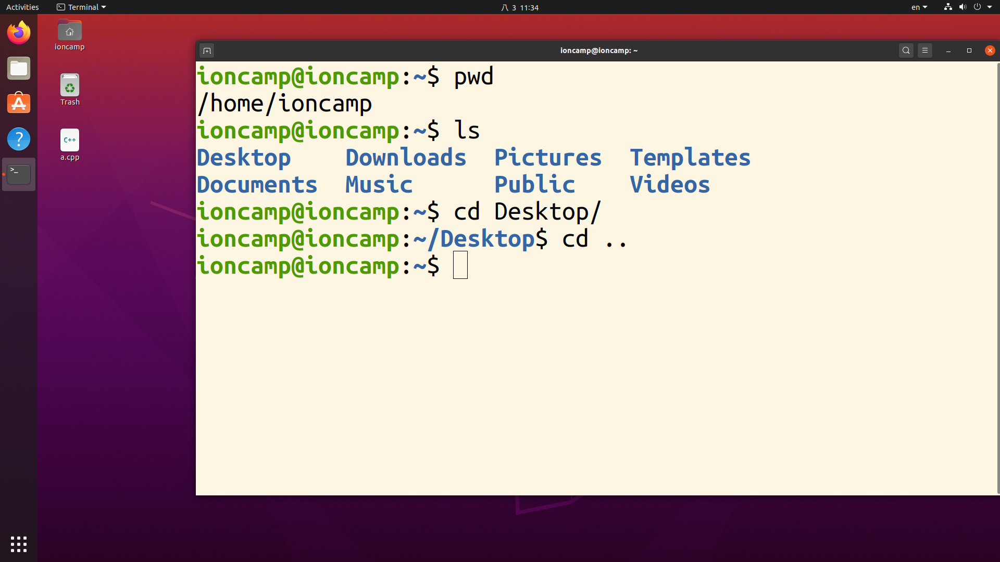 Activities
Terminal
八 3 11:34
en
ioncamp
Trash
C++
a.cpp
ioncamp@ioncamp: ~
ioncamp@ioncamp:~$ pwd
/home/ioncamp
ioncamp@ioncamp:~$ ls
Desktop Downloads Pictures Templates
Documents Music Public Videos
ioncamp@ioncamp:~$ cd Desktop/
ioncamp@ioncamp:~/Desktop$ cd ..
ioncamp@ioncamp:~$